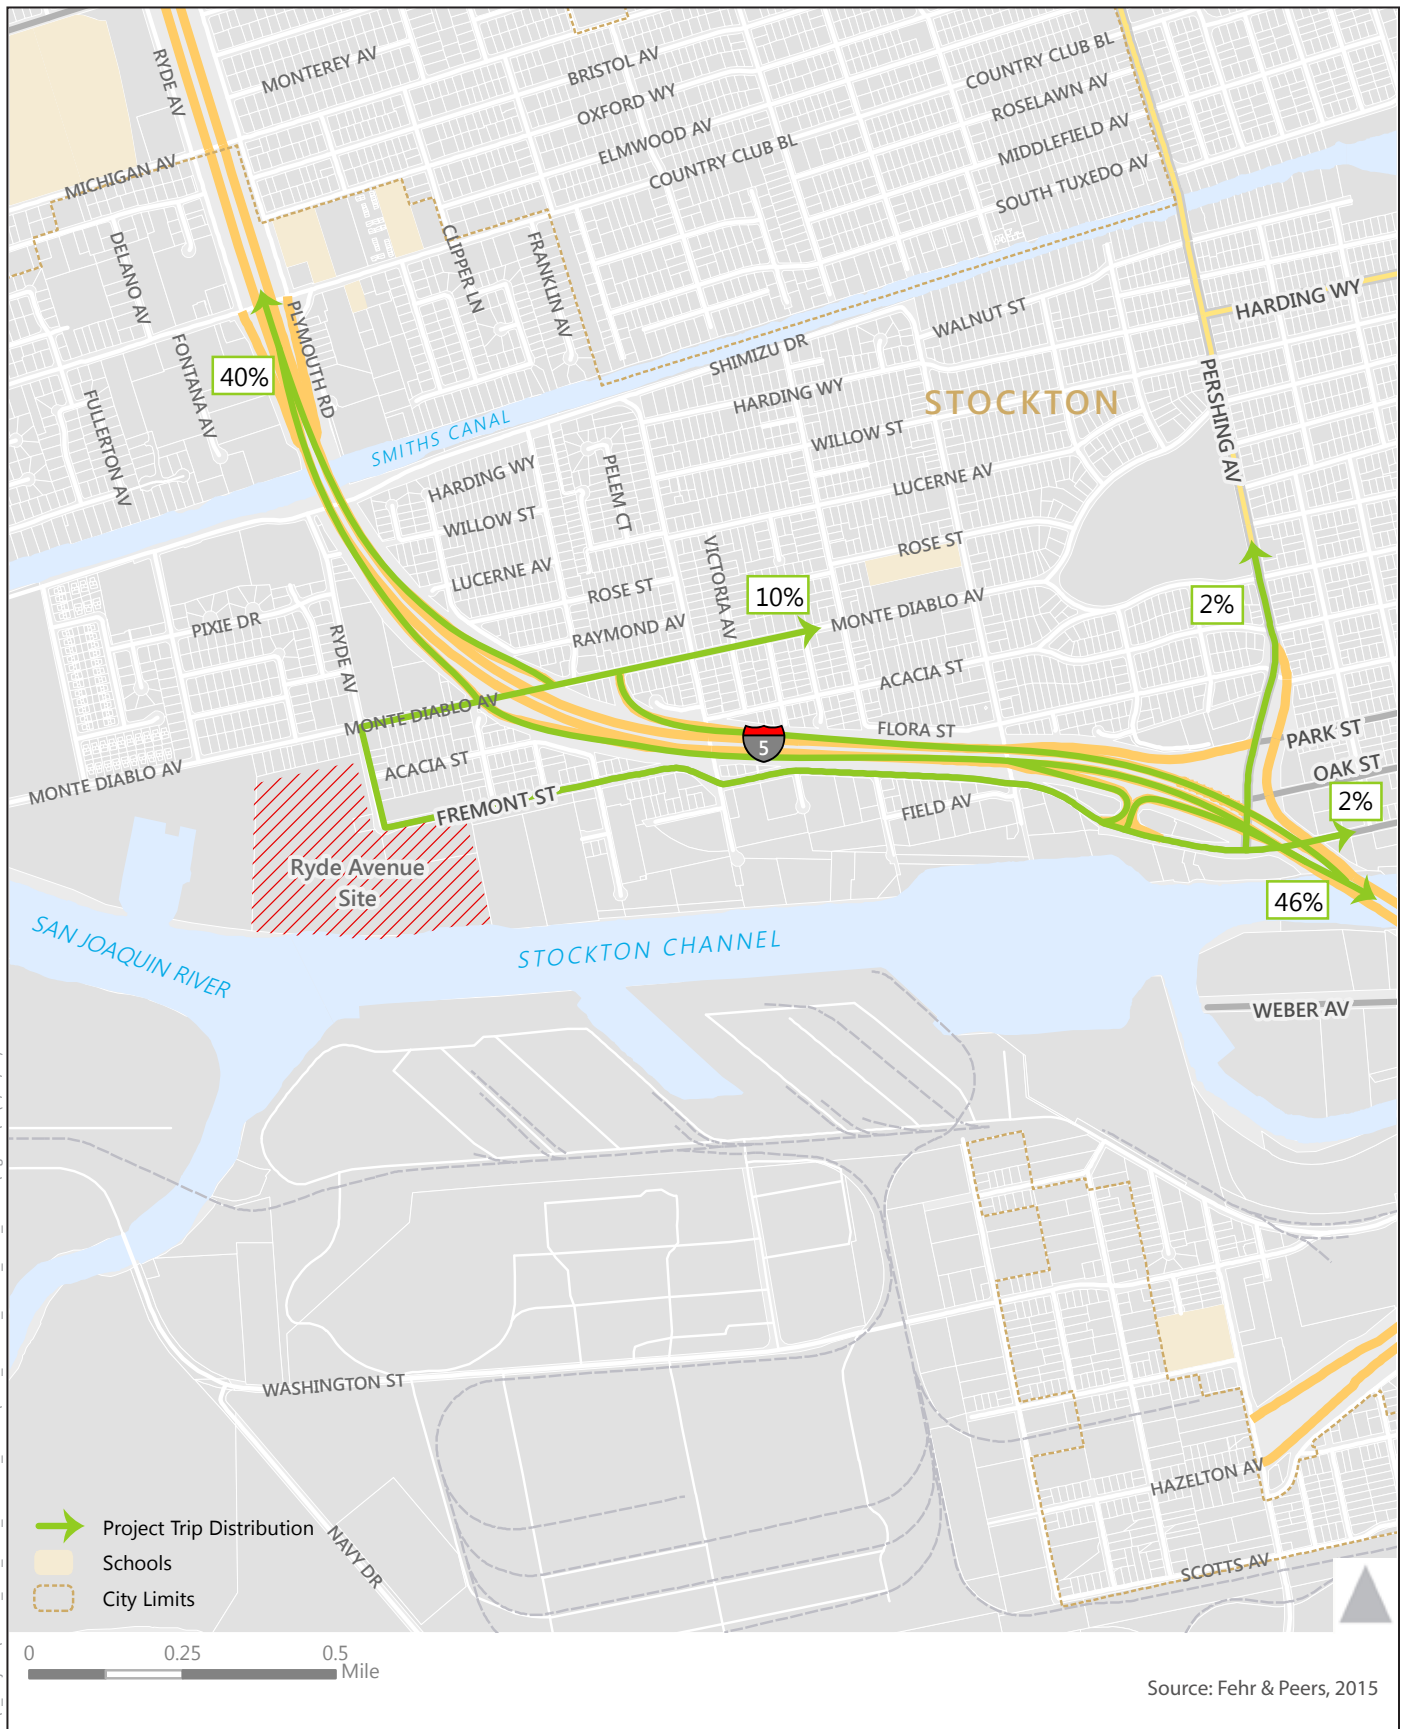 RYDE AV
MONTEREY AV
BRISTOL AV
OXFORD WY
ELMWOOD AV
COUNTRY CLUB BL
COUNTRY CLUB BL
ROSELAWN AV
MIDDLEFIELD AV
SOUTH TUXEDO AV
MICHIGAN AV
DELANO AV
CLIPPER LN
FRANKLIN AV
PLYMOUTH RD
FONTANA AV
FULLERTON AV
40%
SMITHS CANAL
SHIMIZU DR
WALNUT ST
HARDING WY
HARDING WY
STOCKTON
PERSHING AV
WILLOW ST
LUCERNE AV
ROSE ST
HARDING WY
WILLOW ST
LUCERNE AV
PELEM CT
VICTORIA AV
ROSE ST
RAYMOND AV
10%
MONTE DIABLO AV
2%
PIXIE DR
RYDE AV
ACACIA ST
FLORA ST
MONTE DIABLO AV
MONTE DIABLO AV
ACACIA ST
FREMONT ST
5
FIELD AV
PARK ST
OAK ST
2%
46%
Ryde Avenue
Site
SAN JOAQUIN RIVER
STOCKTON CHANNEL
WEBER AV
WASHINGTON ST
NAVY DR
HAZELTON AV
SCOTTS AV
Project Trip Distribution
Schools
City Limits
0 0.25 0.5
Mile
Source: Fehr & Peers, 2015